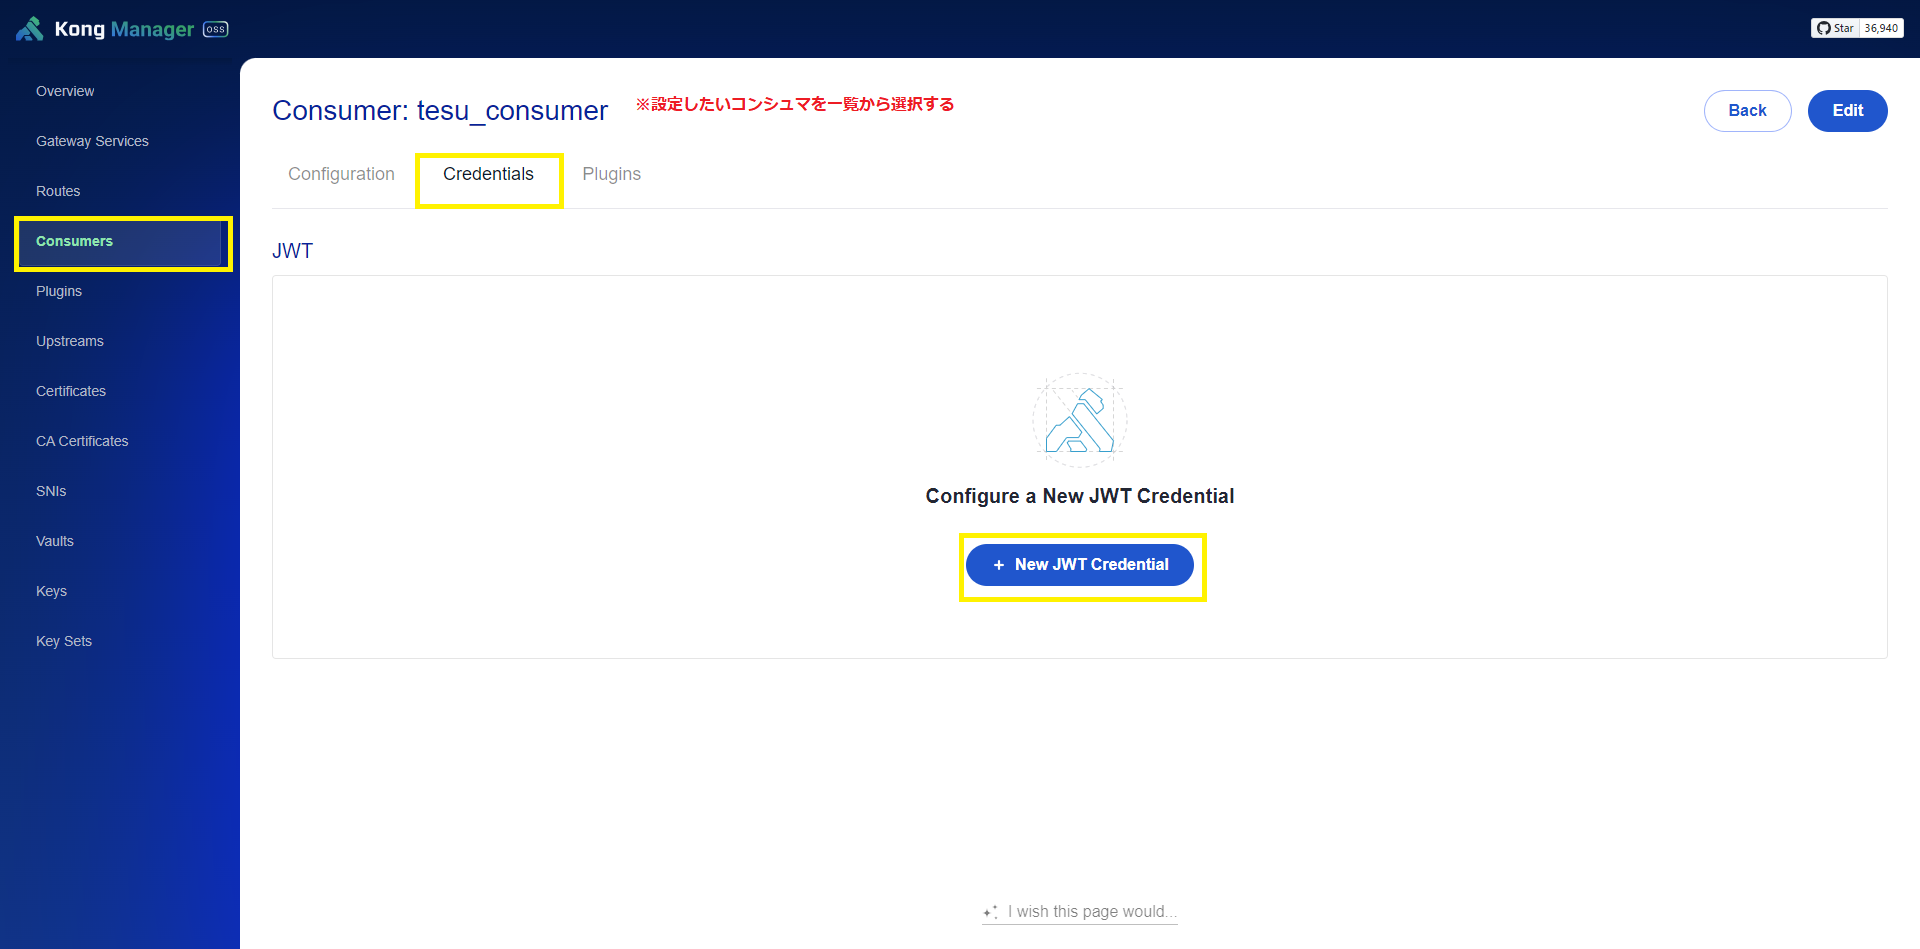 Kong Manager OSS
Star 36,940
Overview
Gateway Services
Routes
Consumers
Plugins
Upstreams
Certificates
CA Certificates
SNIs
Vaults
Keys
Key Sets
Consumer: tesu_consumer
※設定したいコンシュマを一覧から選択する
Back
Edit
Configuration
Credentials
Plugins
JWT
Configure a New JWT Credential
+ New JWT Credential
I wish this page would...